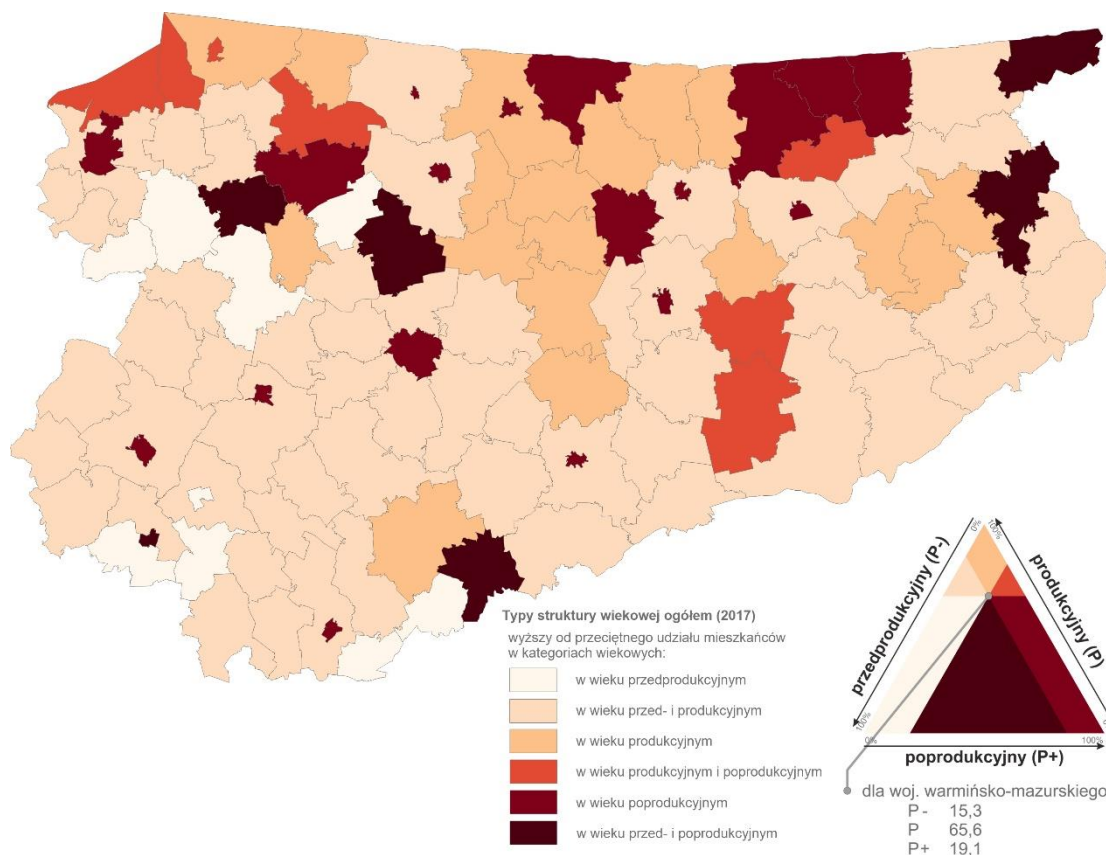 Typy struktury wiekowej ogółem (2017)
wyższy od przeciętnego udziału mieszkańców
w kategoriach wiekowych:
w wieku przedprodukcyjnym
w wieku przed- i produkcyjnym
w wieku produkcyjnym
w wieku produkcyjnym i poprodukcyjnym
w wieku poprodukcyjnym
w wieku przed- i poprodukcyjnym
0%
100%
przedprodukcyjny (P-)
produkcyjny (P)
100%
0%
100%
poprodukcyjny (P+)
dla woj. warmińsko-mazurskiego
P - 15,3
P 65,6
P+ 19,1